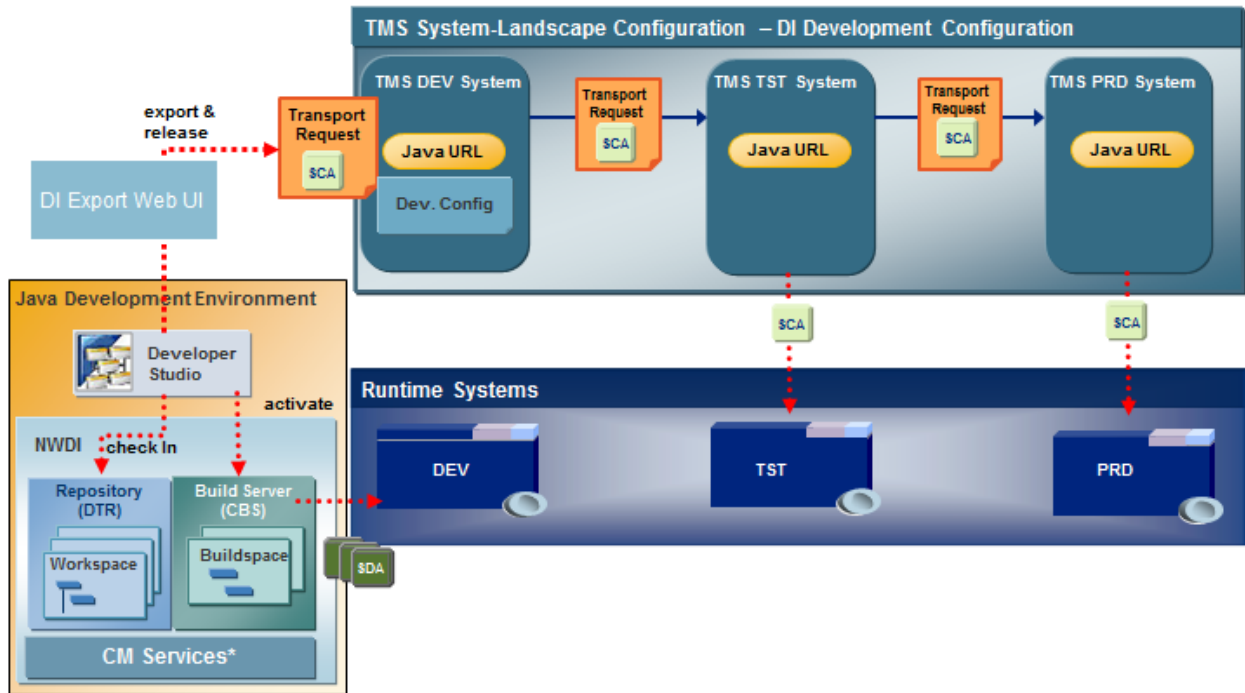 TMS System-Landscape Configuration – DI Development Configuration
TMS DEV System
TMS TST System
TMS PRD System
export &
release
Transport
Request
SCA
Java URL
Dev. Config
Transport
Request
SCA
Java URL
Transport
Request
SCA
Java URL
DI Export Web UI
SCA
SCA
Java Development Environment
Developer
Studio
activate
NWDI
check In
Repository
(DTR)
Workspace
Build Server
(CBS)
Buildspace
SDA
CM Services*
Runtime Systems
DEV
TST
PRD